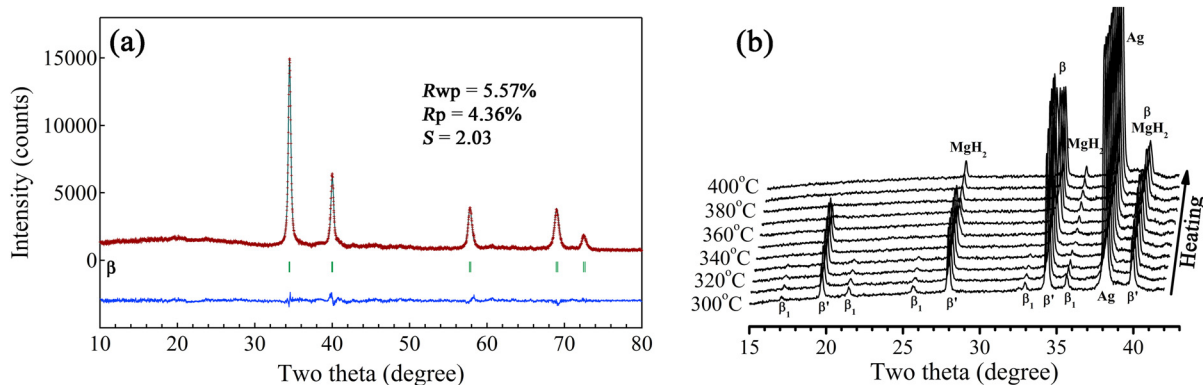 (a)
15000
10000
5000
0
Intensity (counts)
Rwp = 5.57%
Rp = 4.36%
S = 2.03
β
10 20 30 40 50 60 70 80
Two theta (degree)
(b)
Ag
β
β
MgH2
MgH2
MgH2
400°C
380°C
360°C
340°C
320°C
300°C
Heating
β1 β' β1 β1 β' β1 β' β1 Ag β'
15 20 25 30 35 40
Two theta (degree)